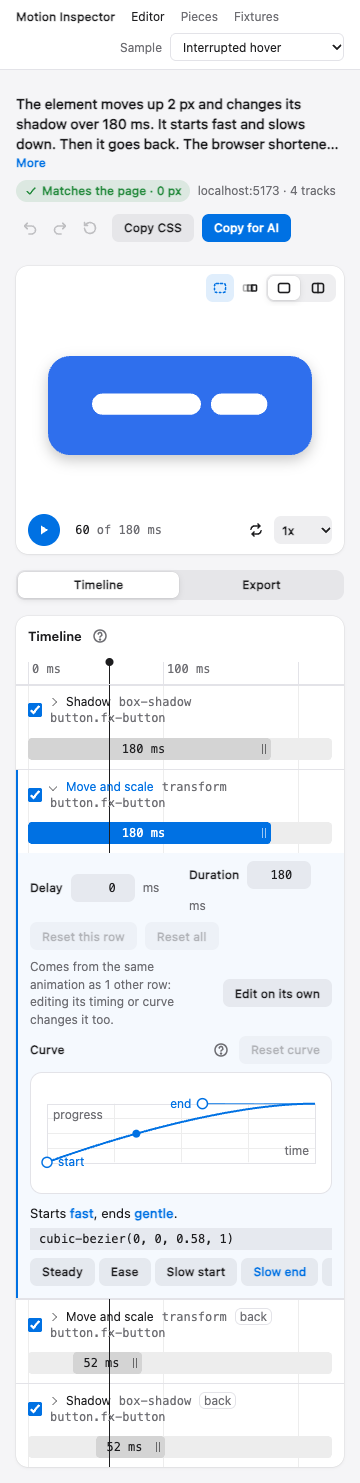 Motion Inspector Editor Pieces Fixtures
Sample Interrupted hover
The element moves up 2 px and changes its
shadow over 180 ms. It starts fast and slows
down. Then it goes back. The browser shortene...
More
Matches the page · 0 px localhost:5173 · 4 tracks
Copy CSS Copy for AI
60 of 180 ms 1x
Timeline Export
Timeline
0 ms 100 ms
Shadow box-shadow
button.fx-button
180 ms
Move and scale transform
button.fx-button
180 ms
Delay 0 ms Duration 180
ms
Reset this row Reset all
Comes from the same
animation as 1 other row:
editing its timing or curve
changes it too.
Edit on its own
Curve Reset curve
end
progress
time
start
Starts fast, ends gentle.
cubic-bezier(0, 0, 0.58, 1)
Steady Ease Slow start Slow end
Move and scale transform back
button.fx-button
52 ms
Shadow box-shadow back
button.fx-button
52 ms